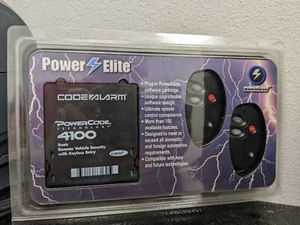 Power Elite™
CODE ALARM®
POWERCODE
TECHNOLOGY
4100
Basic
Remote Vehicle Security
with Keyless Entry
• Plug-in PowerCode
software cartridge.
• Unique upgradeable
software design.
• Ultimate remote
control convenience.
• More than 100
available features.
• Designed to meet or
exceed all domestic
and foreign automotive
requirements.
• Compatible with new
and future technologies.